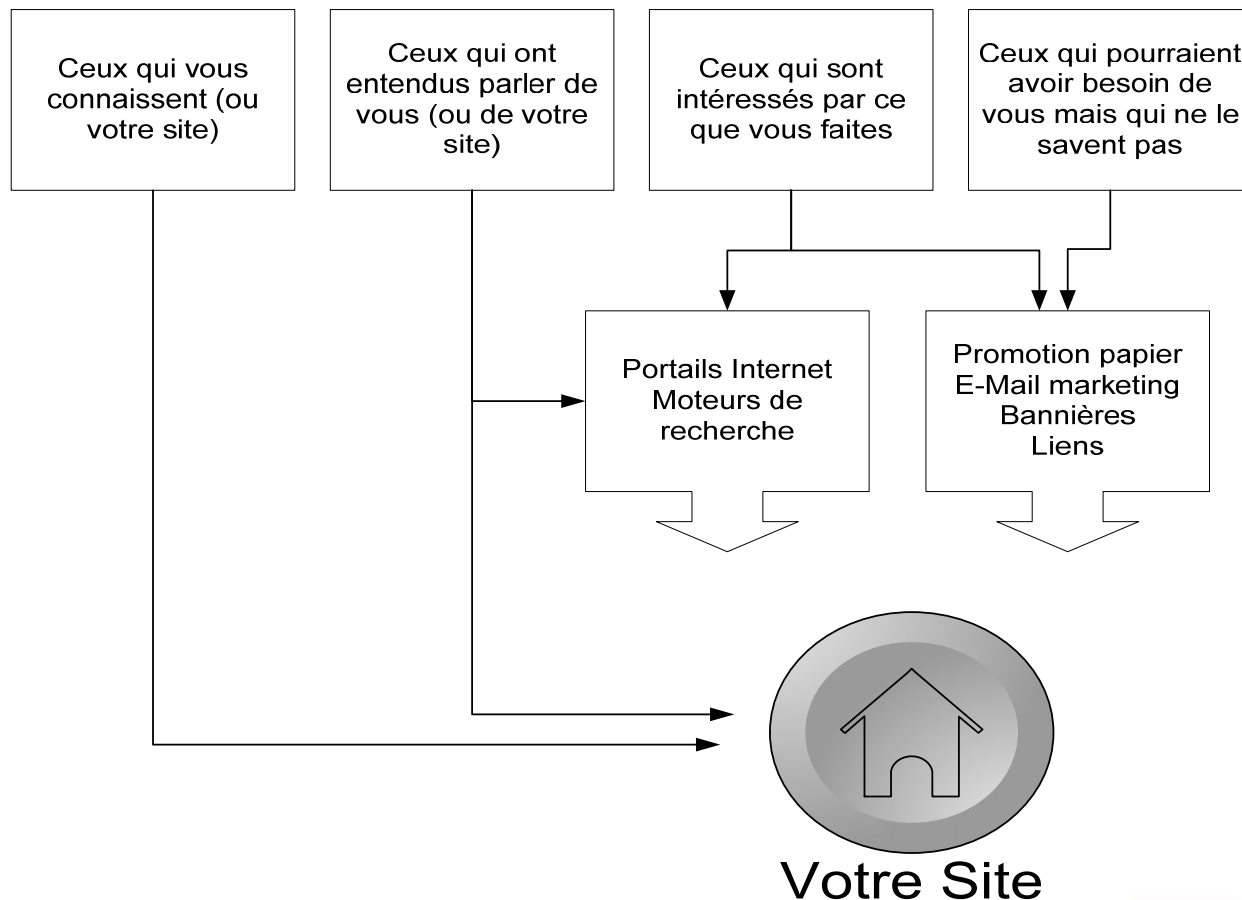 Ceux qui vous
connaissent (ou
votre site)
Ceux qui ont
entendus parler de
vous (ou de votre
site)
Ceux qui sont
intéressés par ce
que vous faites
Ceux qui pourraient
avoir besoin de
vous mais qui ne le
savent pas
Portails Internet
Moteurs de
recherche
Promotion papier
E-Mail marketing
Bannières
Liens
Votre Site